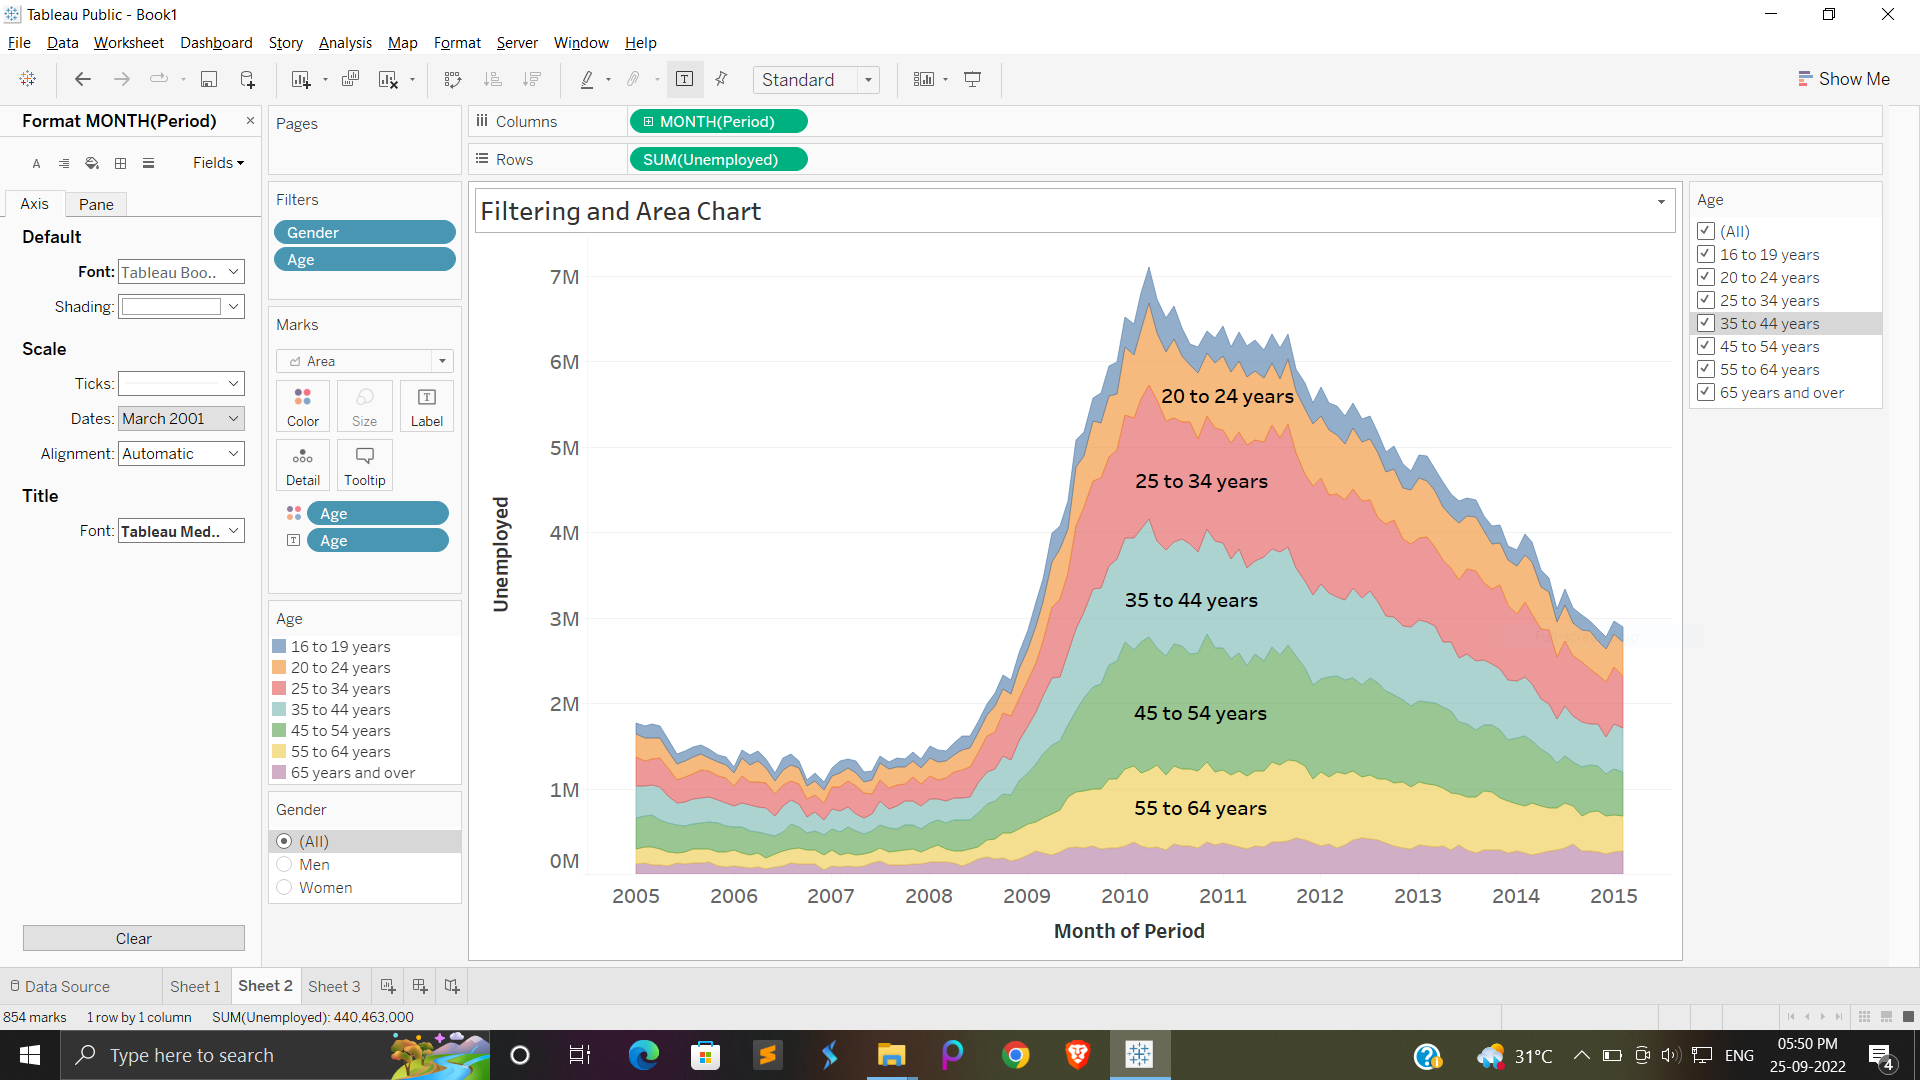 Tableau Public - Book1
File Data Worksheet Dashboard Story Analysis Map Format Server Window Help
Standard
Show Me
Format MONTH(Period)
A
Fields
Axis Pane
Default
Font: Tableau Boo..
Shading:
Scale
Ticks:
Dates: March 2001
Alignment: Automatic
Title
Font: Tableau Med..
Clear
Pages
Filters
Gender
Age
Marks
Area
Color Size Label
Detail Tooltip
Age
Age
Age
16 to 19 years
20 to 24 years
25 to 34 years
35 to 44 years
45 to 54 years
55 to 64 years
65 years and over
Gender
(All)
Men
Women
Columns MONTH(Period)
Rows SUM(Unemployed)
Filtering and Area Chart
7M
6M
5M
4M
3M
2M
1M
0M
Unemployed
20 to 24 years
25 to 34 years
35 to 44 years
45 to 54 years
55 to 64 years
2005 2006 2007 2008 2009 2010 2011 2012 2013 2014 2015
Month of Period
Age
(All)
16 to 19 years
20 to 24 years
25 to 34 years
35 to 44 years
45 to 54 years
55 to 64 years
65 years and over
Data Source Sheet 1 Sheet 2 Sheet 3
854 marks 1 row by 1 column SUM(Unemployed): 440,463,000
Type here to search
31°C
ENG
05:50 PM
25-09-2022
4